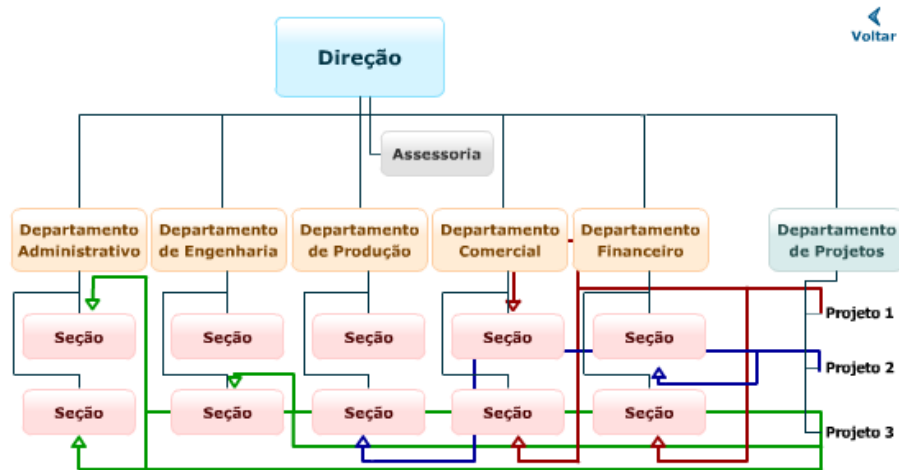 Voltar
Direção
Assessoria
Departamento
Administrativo
Departamento
de Engenharia
Departamento
de Produção
Departamento
Comercial
Departamento
Financeiro
Departamento
de Projetos
Projeto 1
Seção
Seção
Seção
Seção
Seção
Projeto 2
Seção
Seção
Seção
Seção
Seção
Projeto 3